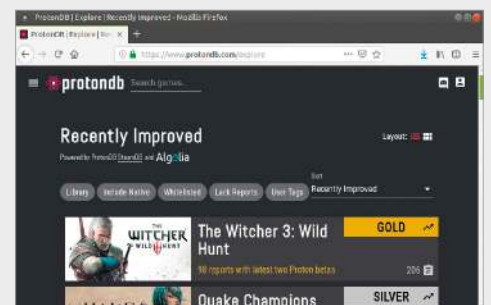 ProtonDB | Explore | Recently Improved - Mozilla Firefox
ProtonDB | Explore | Rec
https://www.protondb.com/explore
protondb Search games...
Recently Improved
Layout:
Powered by ProtonDB SteamDB and Algolia
Sort
Library Include Native Whitelisted Lack Reports User Tags Recently Improved
THE WITCHER WILD HUNT
The Witcher 3: Wild Hunt
GOLD
98 reports with latest two Proton betas
206
Quake Champions
SILVER